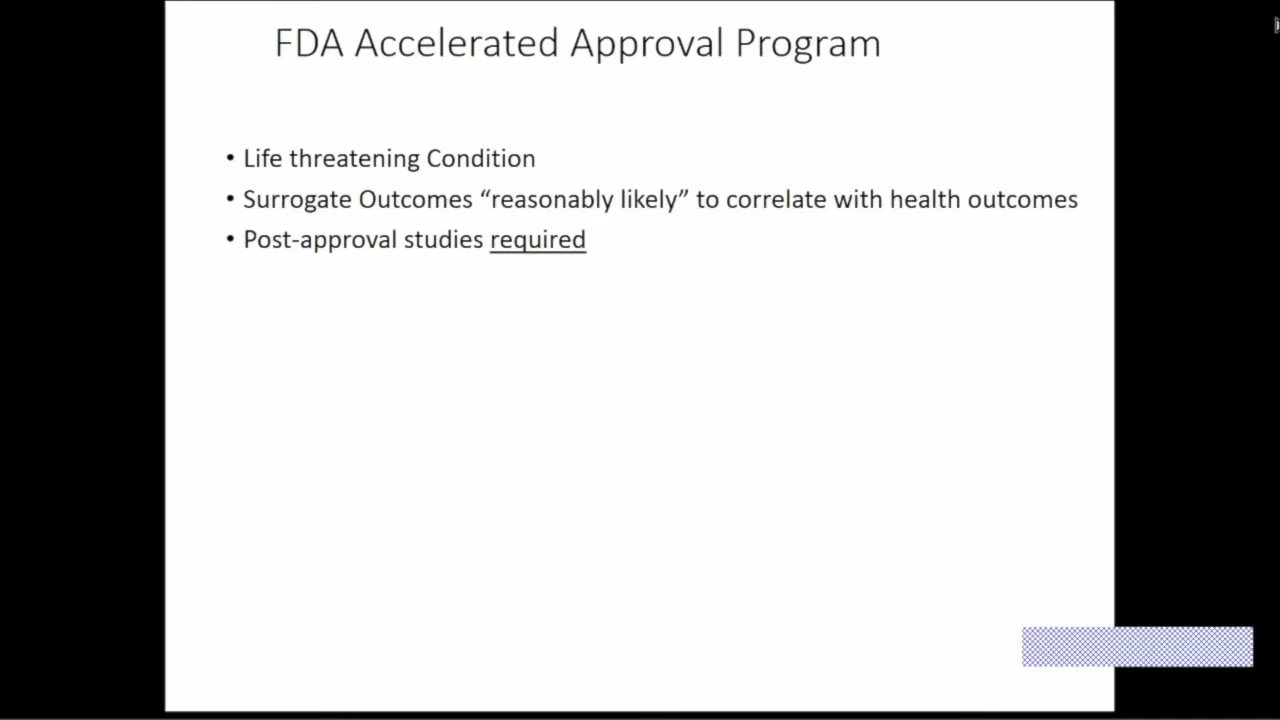 FDA Accelerated Approval Program
• Life threatening Condition
• Surrogate Outcomes “reasonably likely” to correlate with health outcomes
• Post-approval studies required